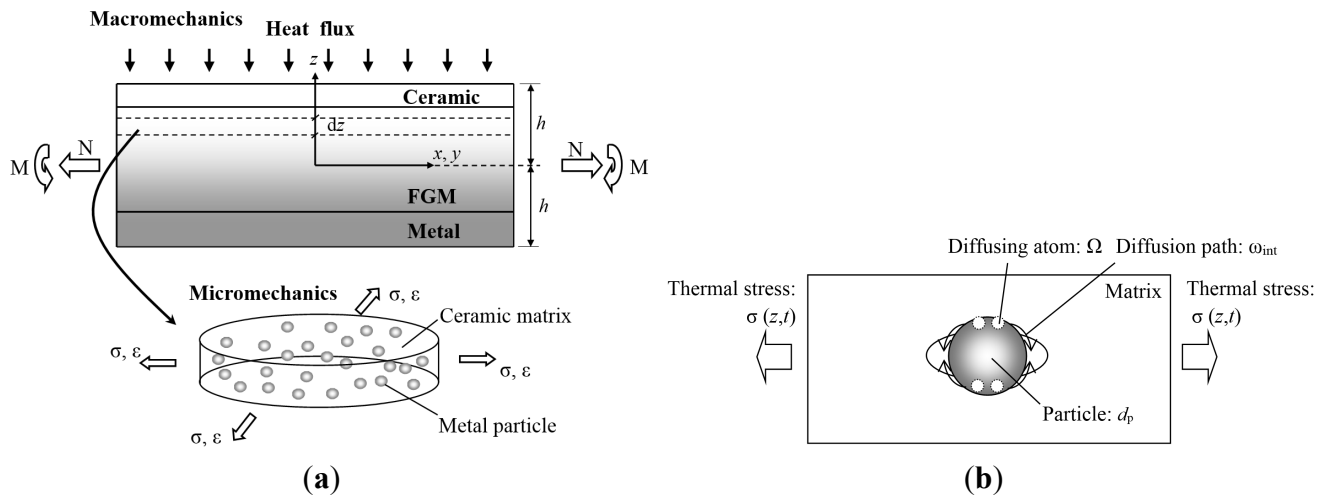 Macromechanics
Heat flux
z
Ceramic
dz
h
N
M
x, y
N
M
FGM
h
Metal
Micromechanics
σ, ε
Ceramic matrix
σ, ε
σ, ε
Metal particle
σ, ε
(a)
Diffusing atom: Ω
Diffusion path: ωint
Thermal stress:
σ (z,t)
Matrix
Thermal stress:
σ (z,t)
Particle: dp
(b)